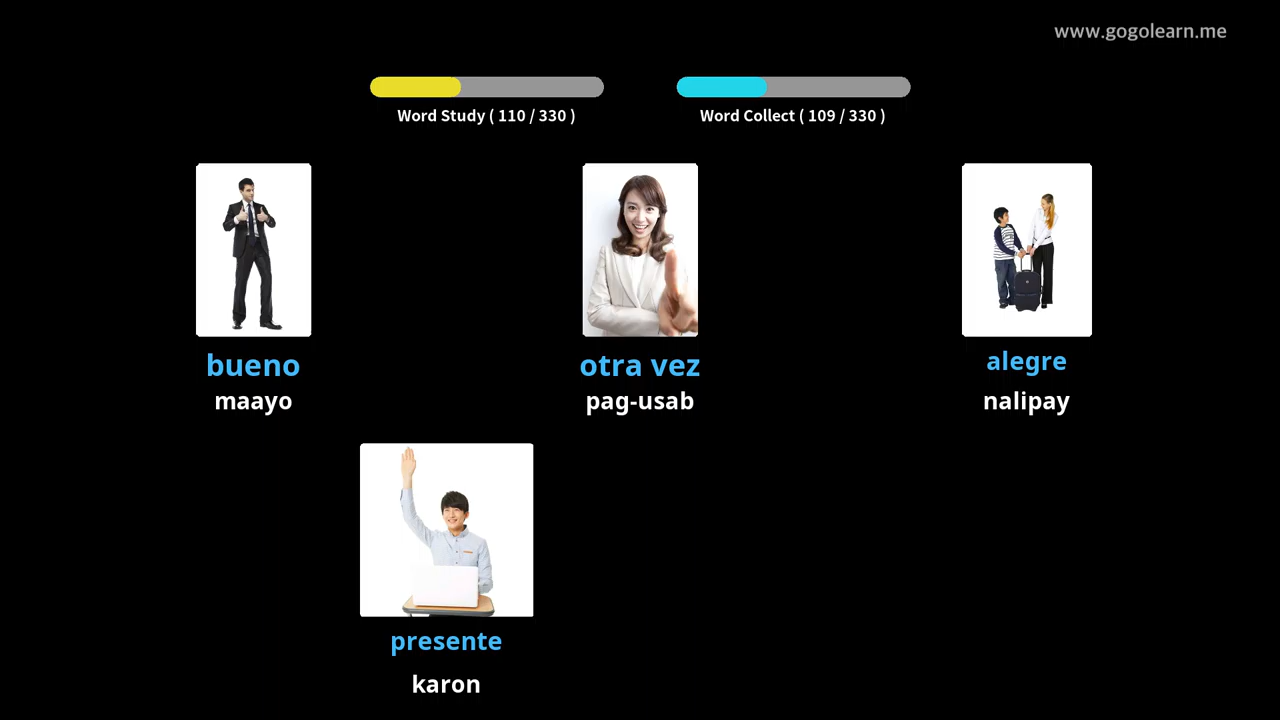 www.gogolearn.me
Word Study ( 110 / 330 )
Word Collect ( 109 / 330 )
bueno
maayo
otra vez
pag-usab
alegre
nalipay
presente
karon